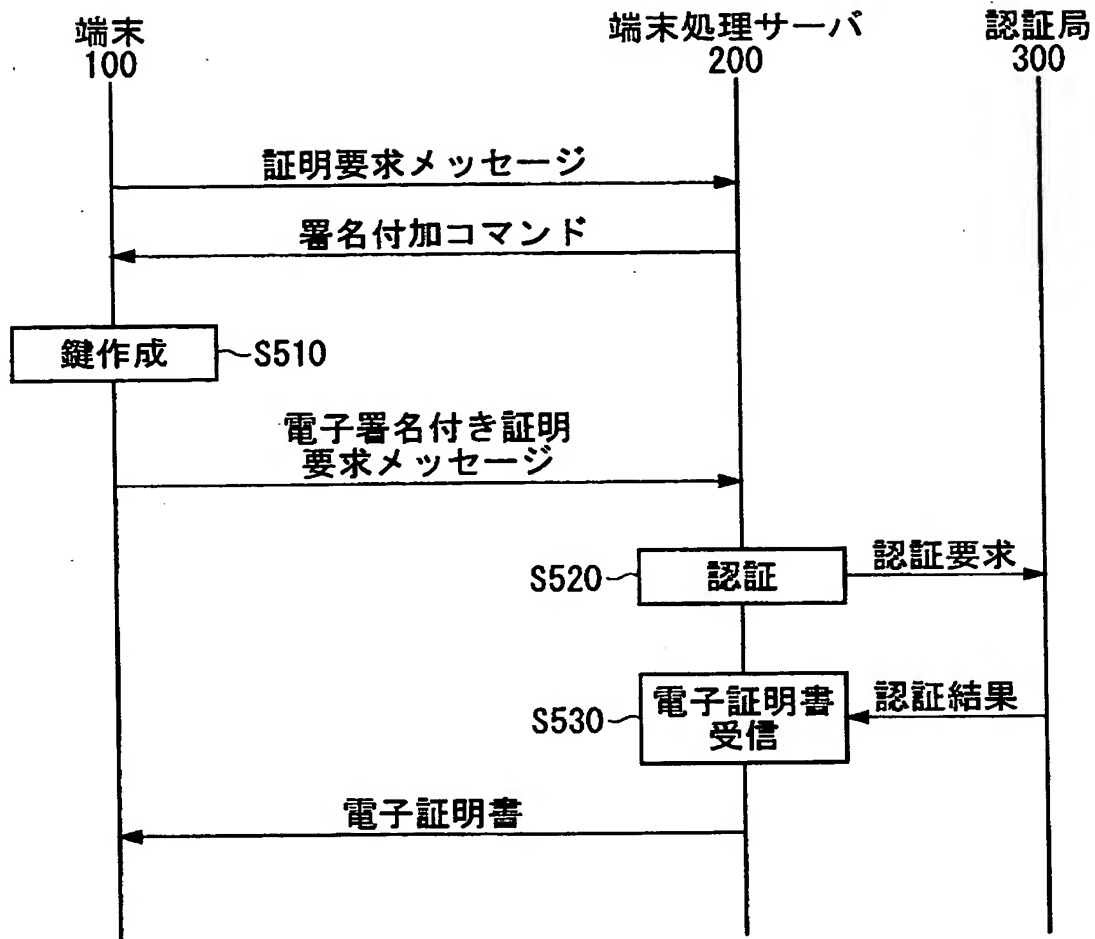 端末
100
端末処理サーバ
200
認証局
300
証明要求メッセージ
署名付加コマンド
鍵作成
S510
電子署名付き証明
要求メッセージ
S520
認証
認証要求
S530
電子証明書
受信
認証結果
電子証明書